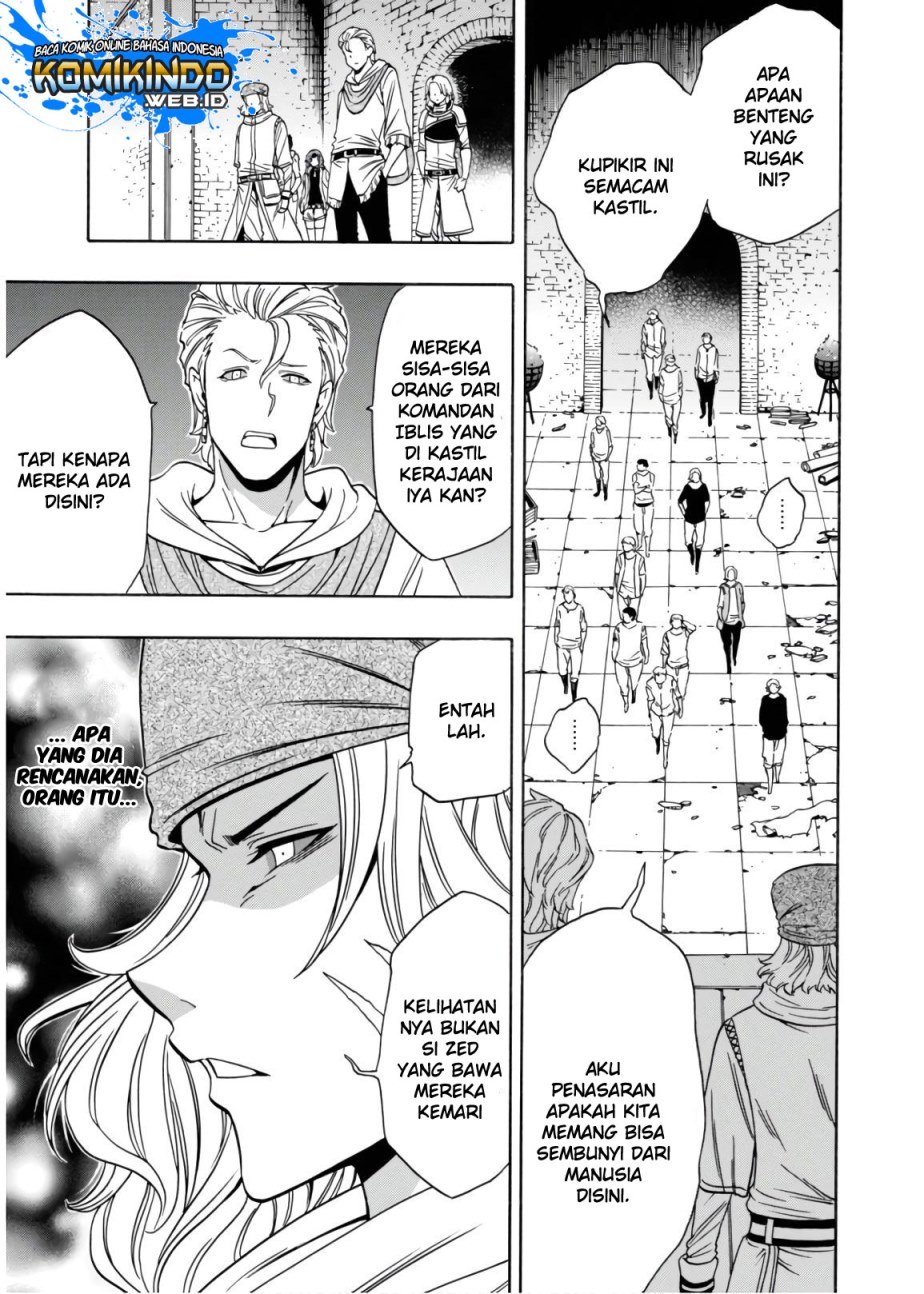 BACA KOMIK ONLINE BAHASA INDONESIA
KOMIKINDO
WEB.ID
APA
APAAN
BENTENG
YANG
RUSAK
INI?
KUPIKIR INI
SEMACAM
KASTIL.
......
......
AKU
PENASARAN
APAKAH KITA
MEMANG BISA
SEMBUNYI DARI
MANUSIA
DISINI.
MEREKA
SISA-SISA
ORANG DARI
KOMANDAN
IBLIS YANG
DI KASTIL
KERAJAAN
IYA KAN?
TAPI KENAPA
MEREKA ADA
DISINI?
ENTAH
LAH.
KELIHATAN
NYA BUKAN
SI ZED
YANG BAWA
MEREKA
KEMARI
... APA
YANG DIA
RENCANAKAN,
ORANG ITU...